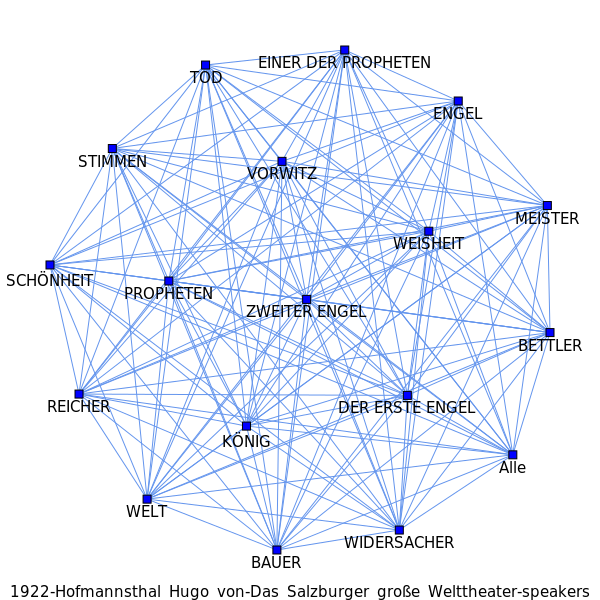 EINER DER PROPHETEN
TOD
ENGEL
STIMMEN
VORWITZ
MEISTER
WEISHEIT
SCHÖNHEIT
PROPHETEN
ZWEITER ENGEL
BETTLER
REICHER
DER ERSTE ENGEL
KÖNIG
Alle
WELT
WIDERSACHER
BAUER
1922-Hofmannsthal Hugo von-Das Salzburger große Welttheater-speakers